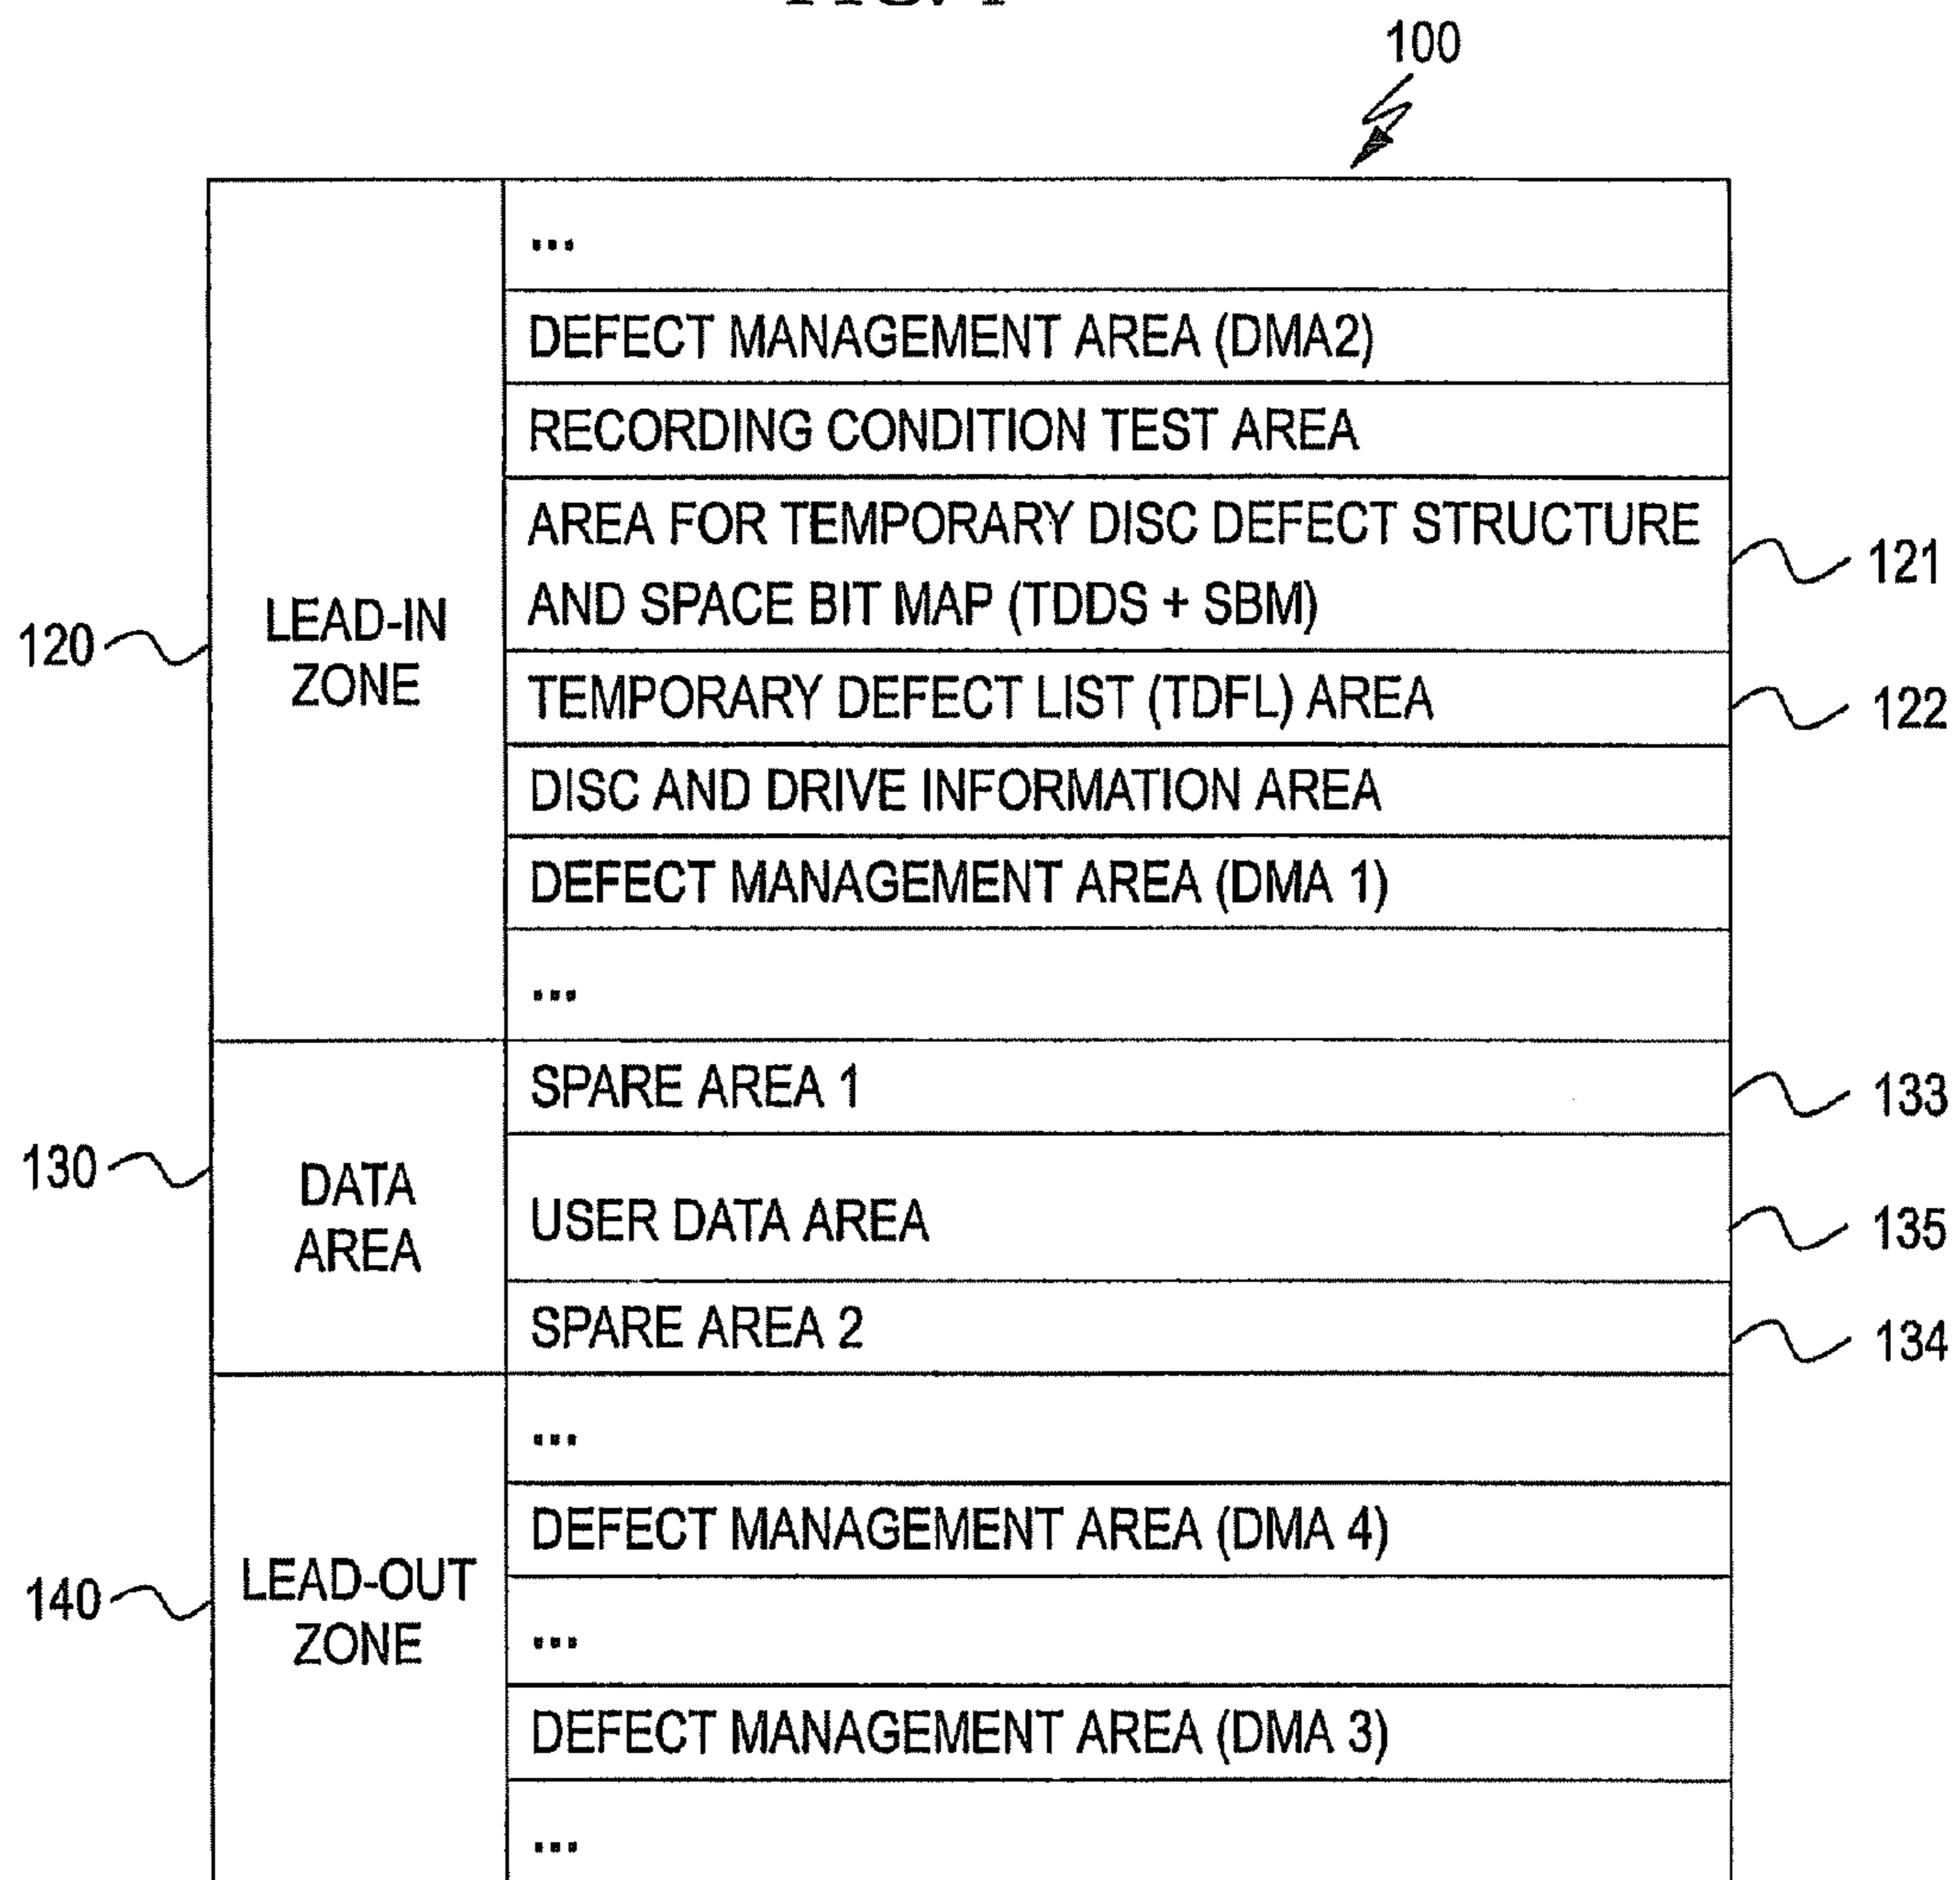 100
...
DEFECT MANAGEMENT AREA (DMA2)
RECORDING CONDITION TEST AREA
AREA FOR TEMPORARY DISC DEFECT STRUCTURE
AND SPACE BIT MAP (TDDS + SBM)
121
120
LEAD-IN
ZONE
TEMPORARY DEFECT LIST (TDFL) AREA
122
DISC AND DRIVE INFORMATION AREA
DEFECT MANAGEMENT AREA (DMA 1)
...
SPARE AREA 1
133
130
DATA
AREA
USER DATA AREA
135
SPARE AREA 2
134
...
DEFECT MANAGEMENT AREA (DMA 4)
140
LEAD-OUT
ZONE
...
DEFECT MANAGEMENT AREA (DMA 3)
...